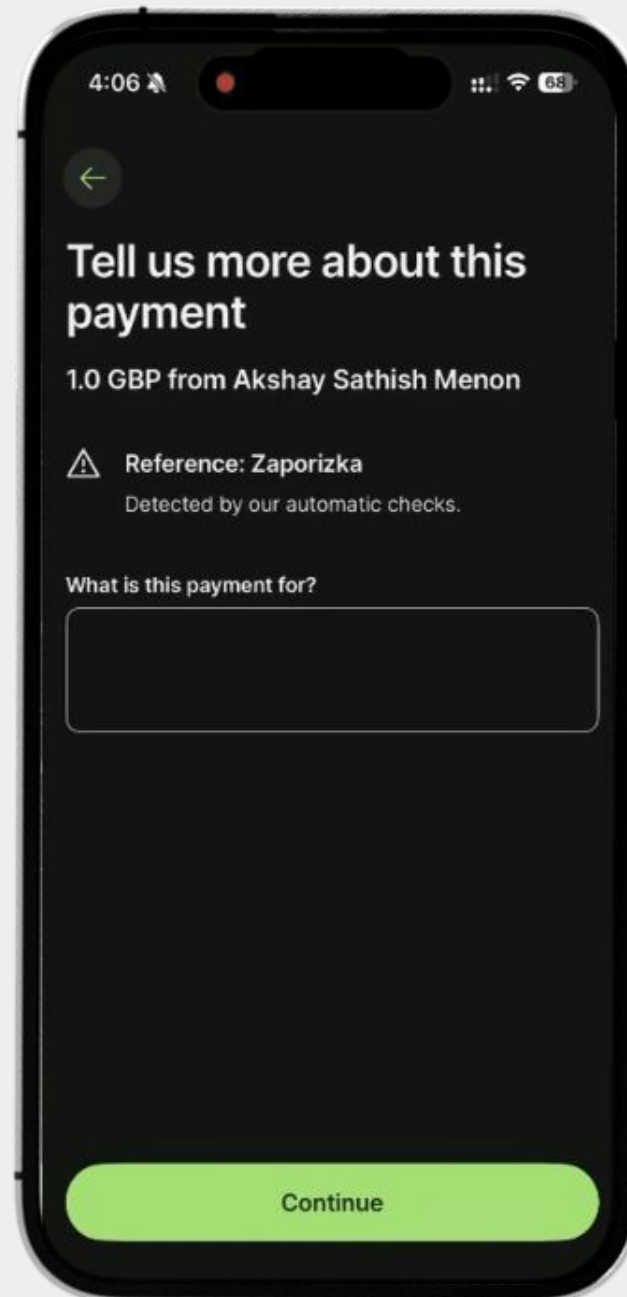 4:06
68
Tell us more about this
payment
1.0 GBP from Akshay Sathish Menon
Reference: Zaporizka
Detected by our automatic checks.
What is this payment for?
Continue